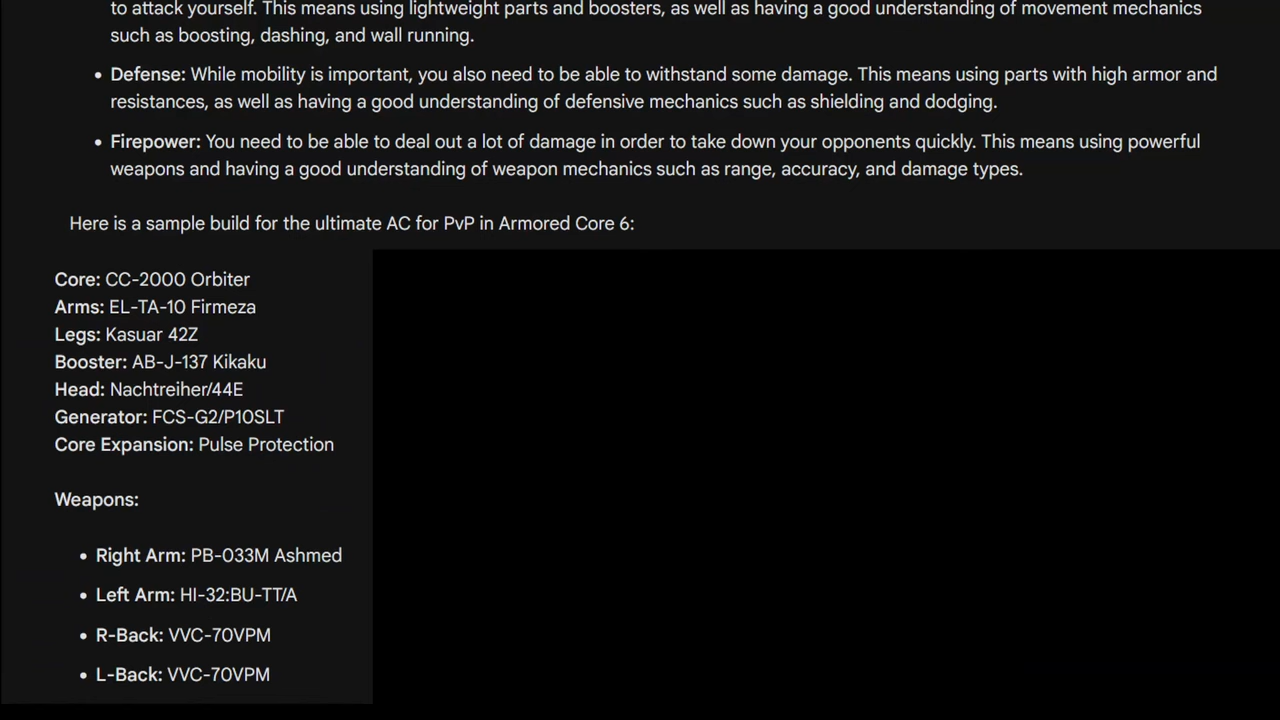 to attack yourself. This means using lightweight parts and boosters, as well as having a good understanding of movement mechanics
such as boosting, dashing, and wall running.
• Defense: While mobility is important, you also need to be able to withstand some damage. This means using parts with high armor and
resistances, as well as having a good understanding of defensive mechanics such as shielding and dodging.
• Firepower: You need to be able to deal out a lot of damage in order to take down your opponents quickly. This means using powerful
weapons and having a good understanding of weapon mechanics such as range, accuracy, and damage types.
Here is a sample build for the ultimate AC for PvP in Armored Core 6:
Core: CC-2000 Orbiter
Arms: EL-TA-10 Firmeza
Legs: Kasuar 42Z
Booster: AB-J-137 Kikaku
Head: Nachtreiher/44E
Generator: FCS-G2/P10SLT
Core Expansion: Pulse Protection
Weapons:
• Right Arm: PB-033M Ashmed
• Left Arm: HI-32:BU-TT/A
• R-Back: VVC-70VPM
• L-Back: VVC-70VPM